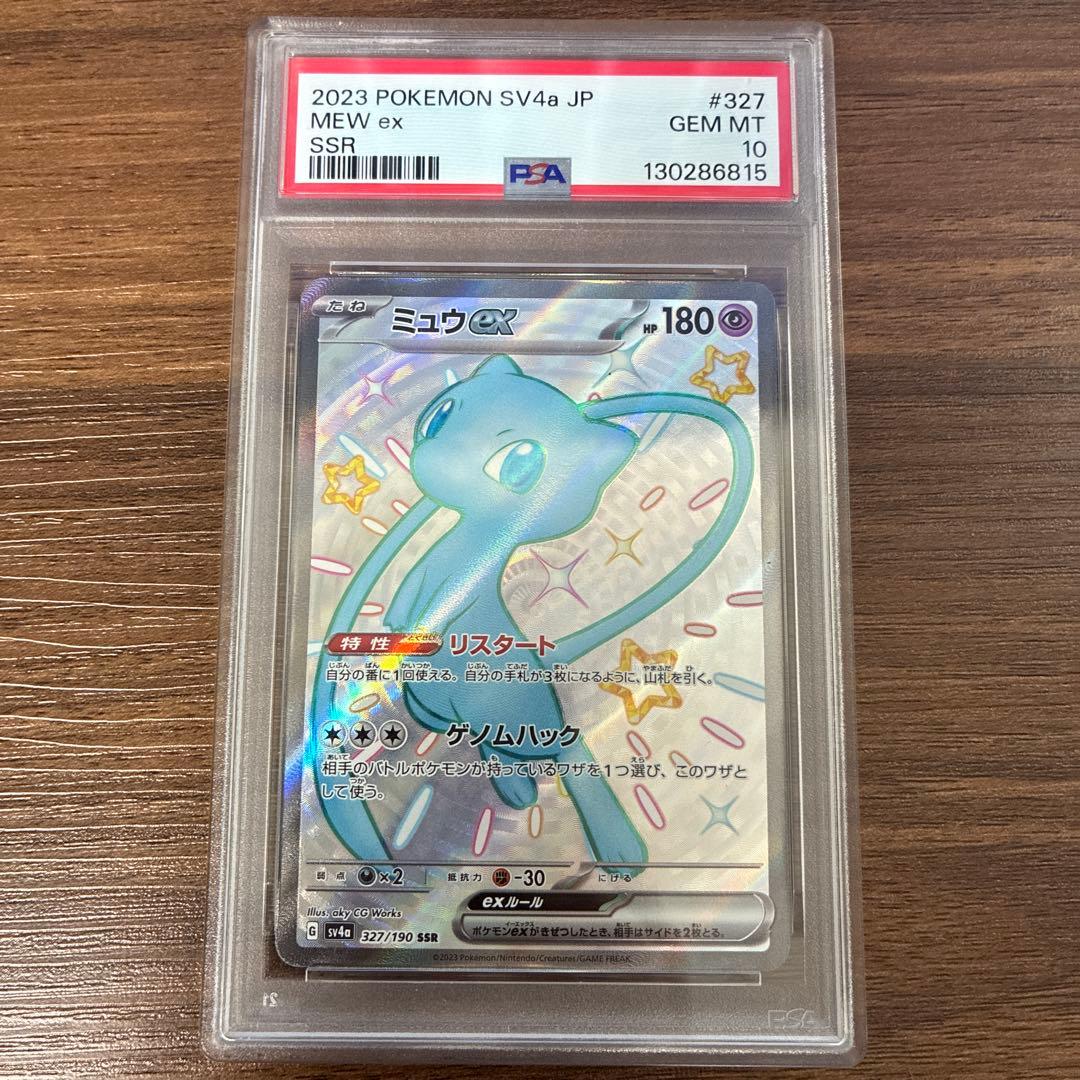 2023 POKEMON SV4a JP #327
MEW ex GEM MT
SSR 10
PSA 130286815
たね
ミュウex HP 180
特性 リスタート
自分の番に1回使える。自分の手札が3枚になるように、山札を引く。
ゲノムハック
相手のバトルポケモンが持っているワザを1つ選び、このワザと
して使う。
弱点 ×2 抵抗力 -30 にげる
exルール
ポケモンexがきぜつしたとき、相手はサイドを2枚とる。
Illus. aky CG Works
G sv4a 327/190 SSR
©2023 Pokémon/Nintendo/Creatures/GAME FREAK.
21
PSA